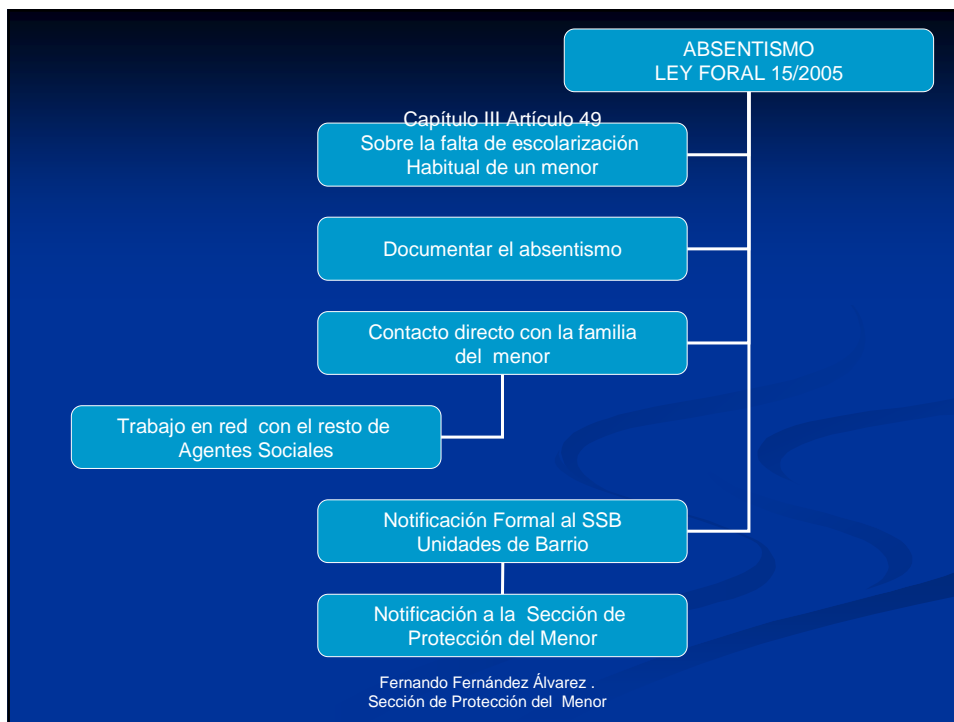 ABSENTISMO
LEY FORAL 15/2005
Capítulo III Artículo 49
Sobre la falta de escolarización
Habitual de un menor
Documentar el absentismo
Contacto directo con la familia
del menor
Trabajo en red con el resto de
Agentes Sociales
Notificación Formal al SSB
Unidades de Barrio
Notificación a la Sección de
Protección del Menor
Fernando Fernández Álvarez .
Sección de Protección del Menor